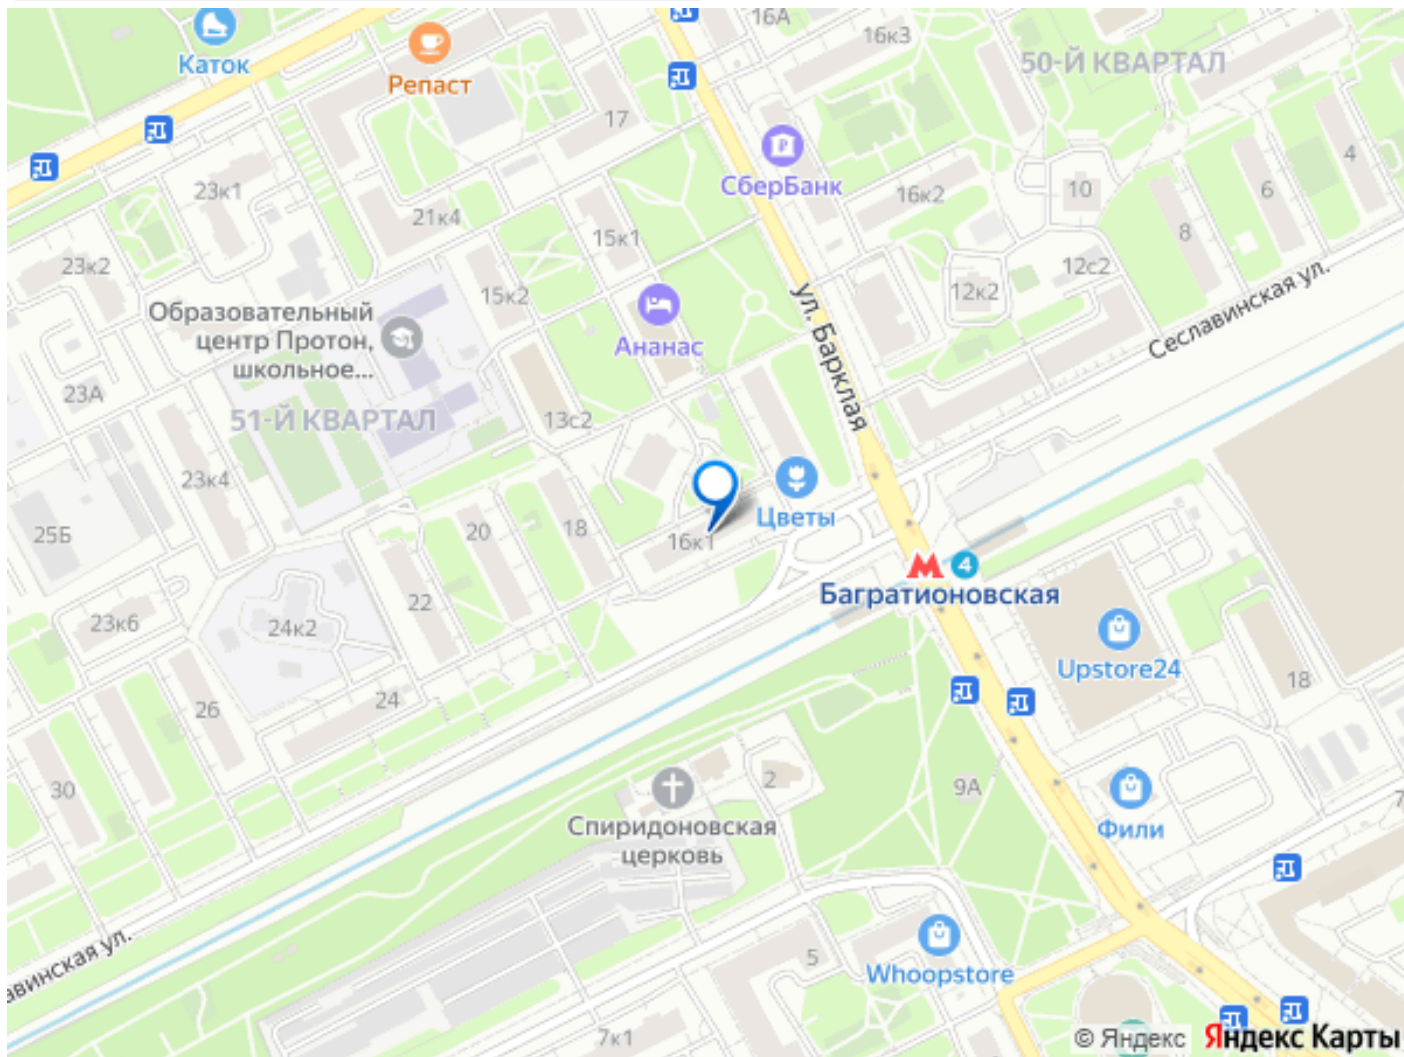 16А
16к3
50-Й КВАРТАЛ
Каток
Репаст
17
4
СберБанк
23к1
16к2
10
6
21к4
15к1
8
23к2
12с2
15к2
12к2
ул. Барклая
Сеславинская ул.
Образовательный
центр Протон,
школьное...
Ананас
23А
51-Й КВАРТАЛ
13с2
23к4
Цветы
25Б
20
18
16к1
4
Багратионовская
22
23к6
24к2
Upstore24
18
26
24
30
2
9А
7
Спиридоновская
церковь
Фили
авинская ул.
5
Whoopstore
7к1
© Яндекс
Яндекс Карты